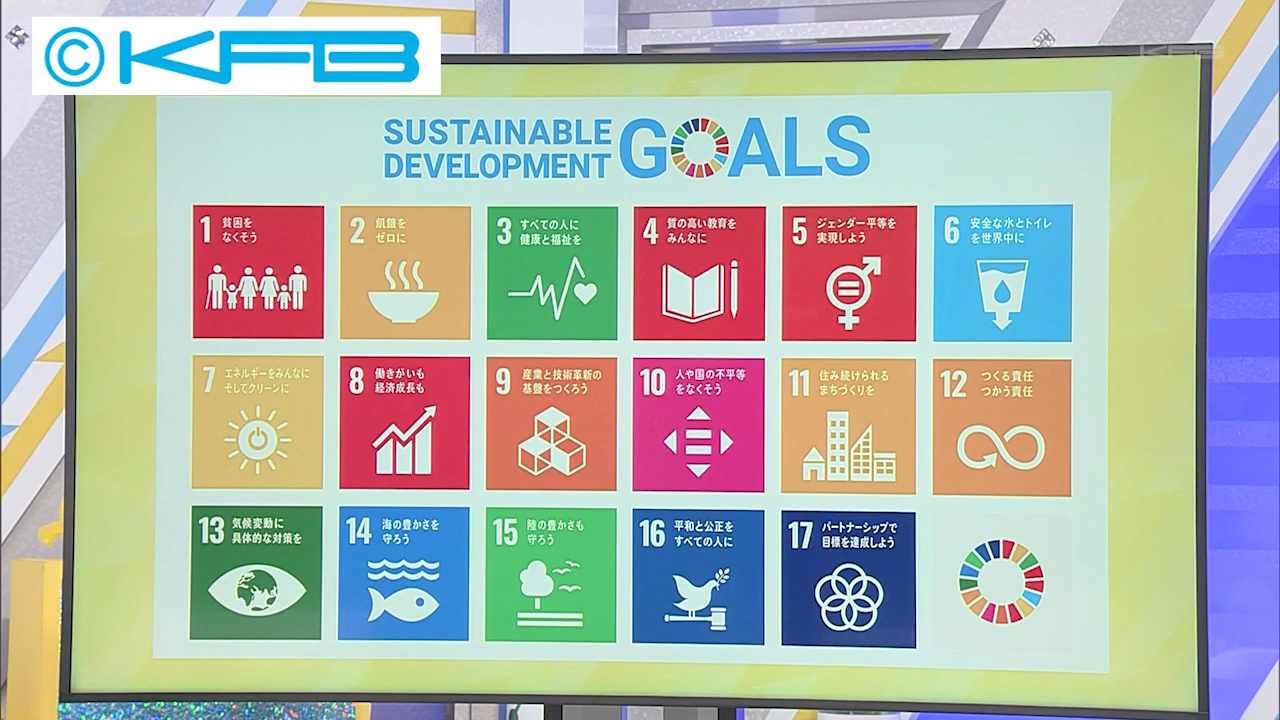 ©KFB
KFB
SUSTAINABLE
DEVELOPMENT
GOALS
1 貧困を
なくそう
2 飢餓を
ゼロに
3 すべての人に
健康と福祉を
4 質の高い教育を
みんなに
5 ジェンダー平等を
実現しよう
6 安全な水とトイレ
を世界中に
7 エネルギーをみんなに
そしてクリーンに
8 働きがいも
経済成長も
9 産業と技術革新の
基盤をつくろう
10 人や国の不平等
をなくそう
11 住み続けられる
まちづくりを
12 つくる責任
つかう責任
13 気候変動に
具体的な対策を
14 海の豊かさを
守ろう
15 陸の豊かさも
守ろう
16 平和と公正を
すべての人に
17 パートナーシップで
目標を達成しよう